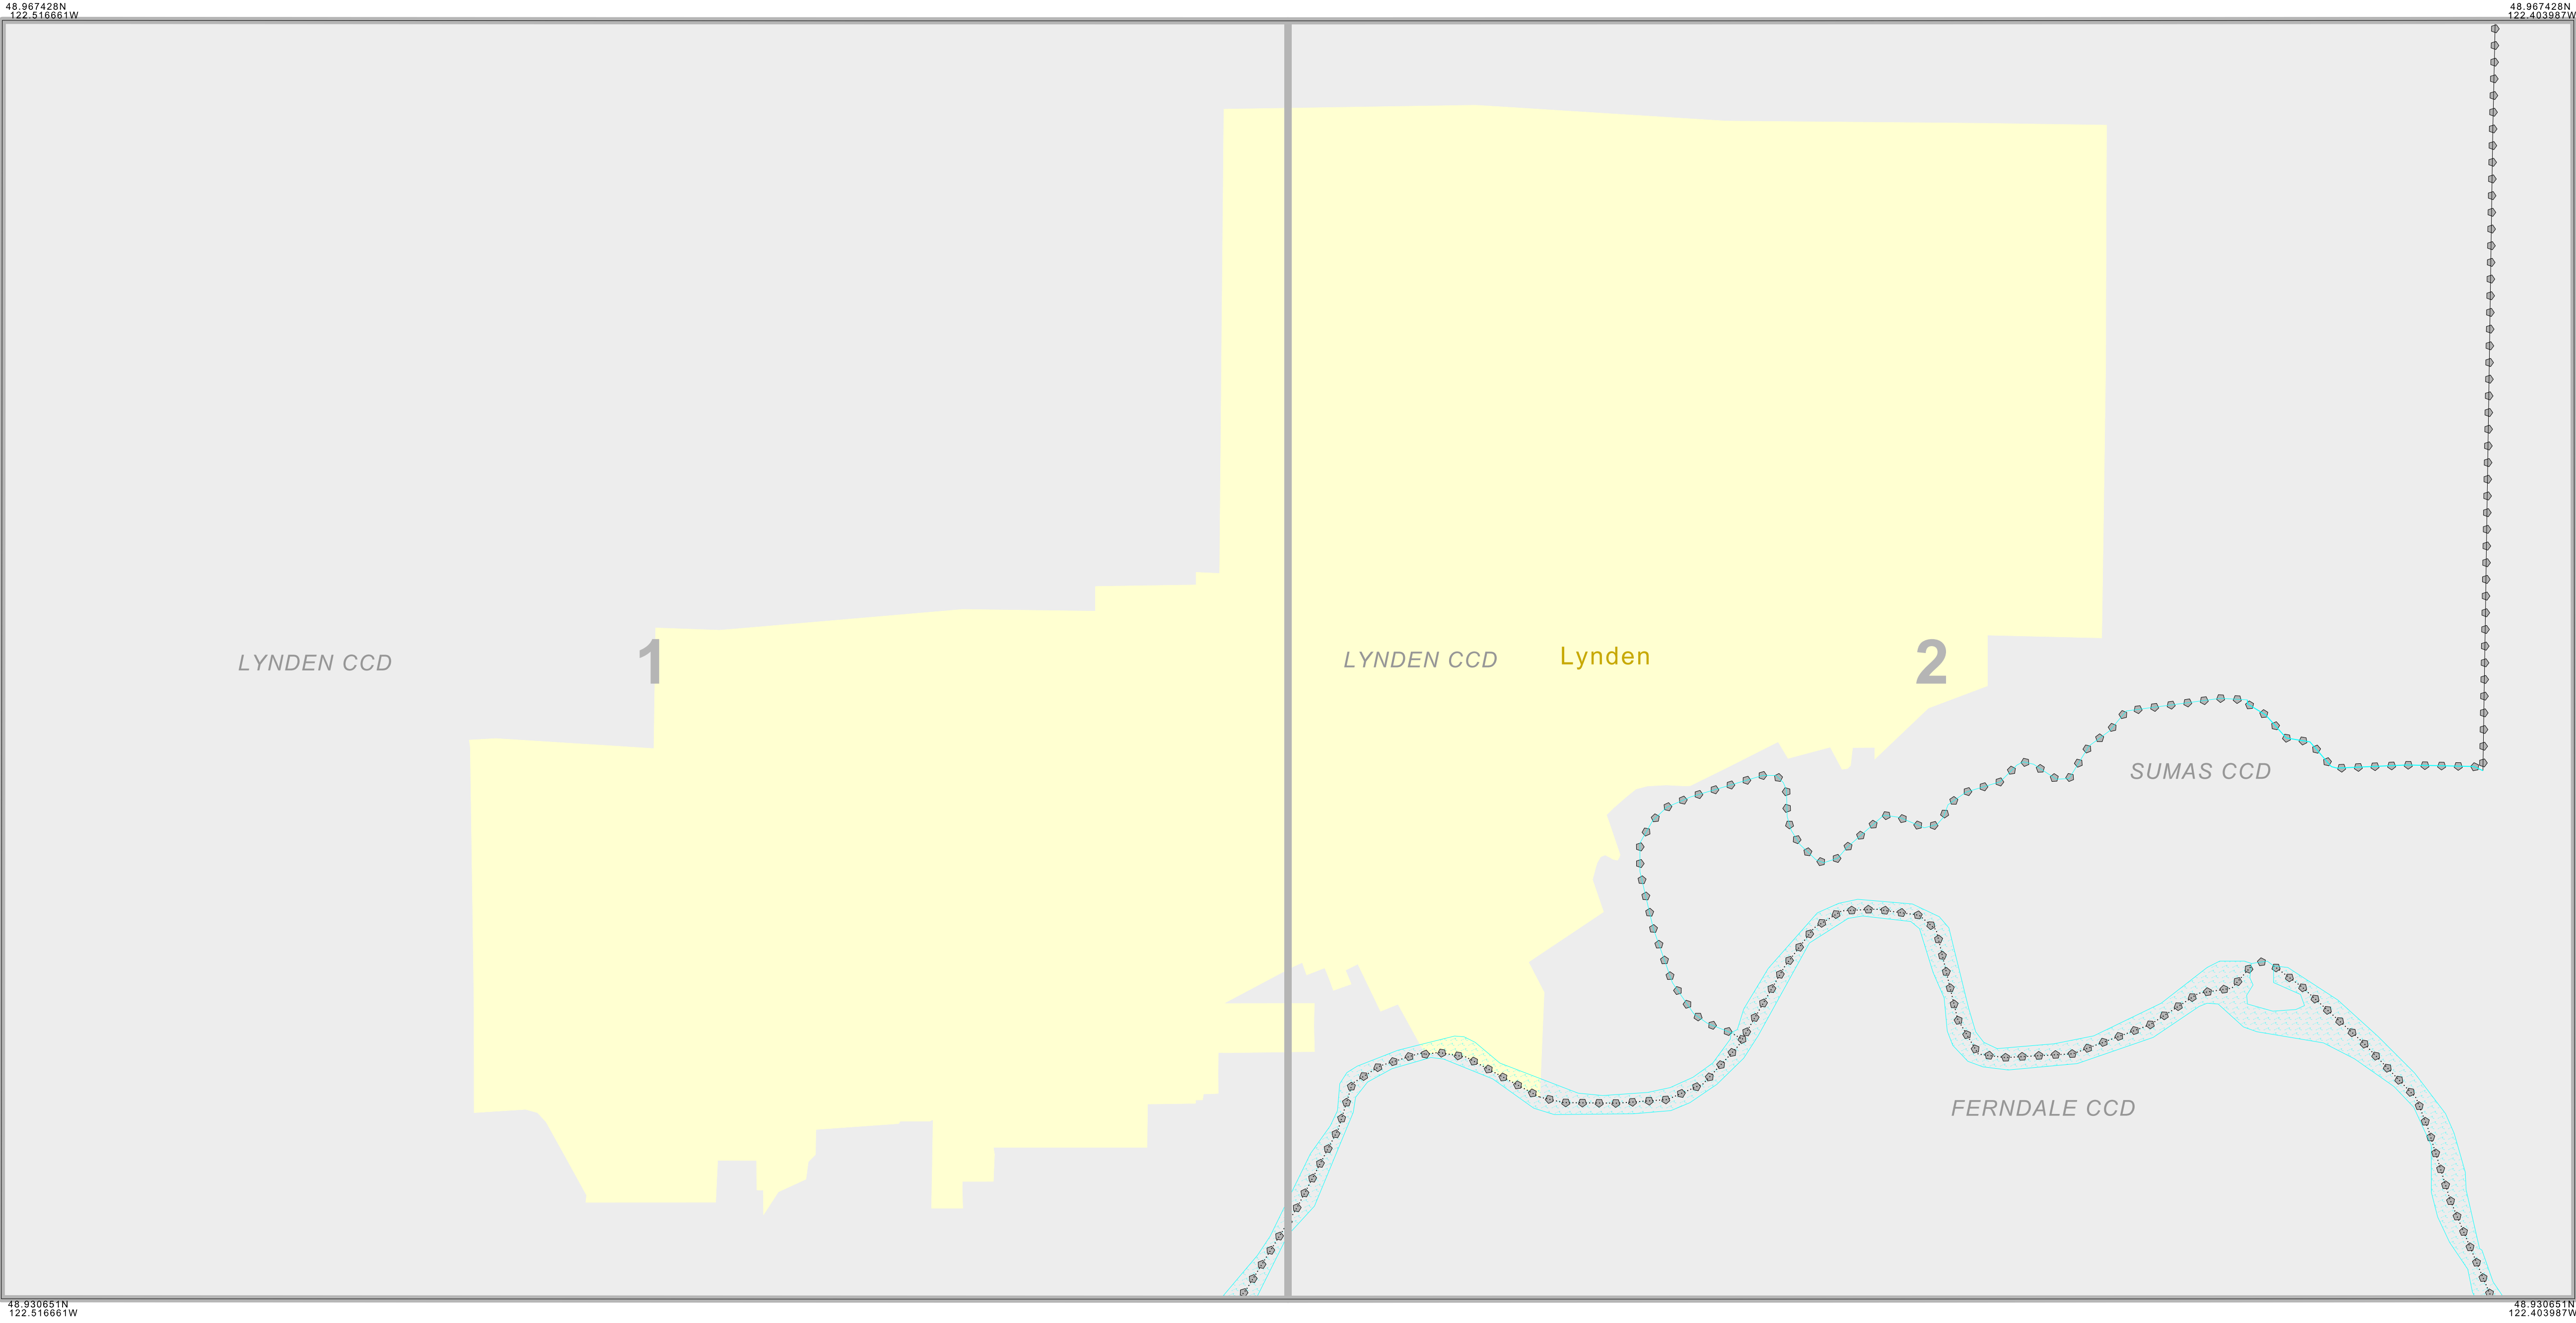 48.967428N
122.516661W
48.967428N
122.403987W
LYNDEN CCD
1
LYNDEN CCD
Lynden
2
SUMAS CCD
FERNDALE CCD
48.930651N
122.516661W
48.930651N
122.403987W